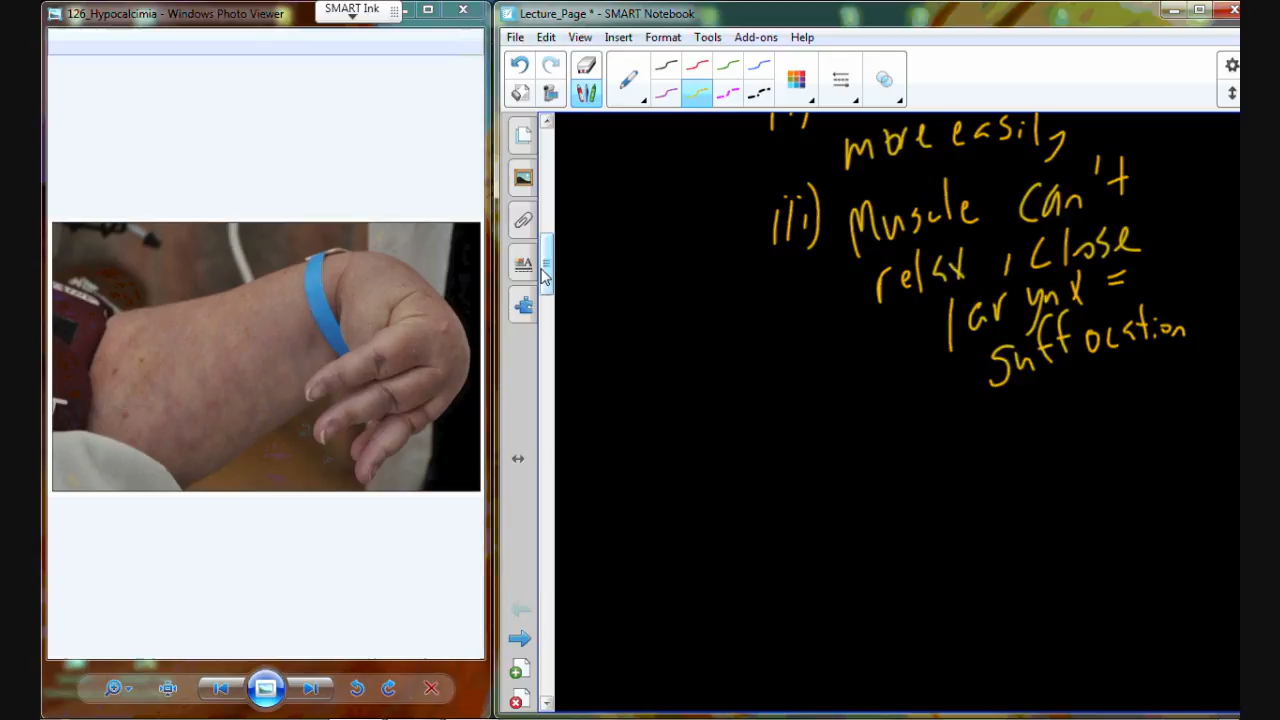 126_Hypocalcimia - Windows Photo Viewer
SMART Ink
Lecture_Page * - SMART Notebook
File Edit View Insert Format Tools Add-ons Help
more easily
iii) Muscle can't
relax, close
larynx =
suffocation